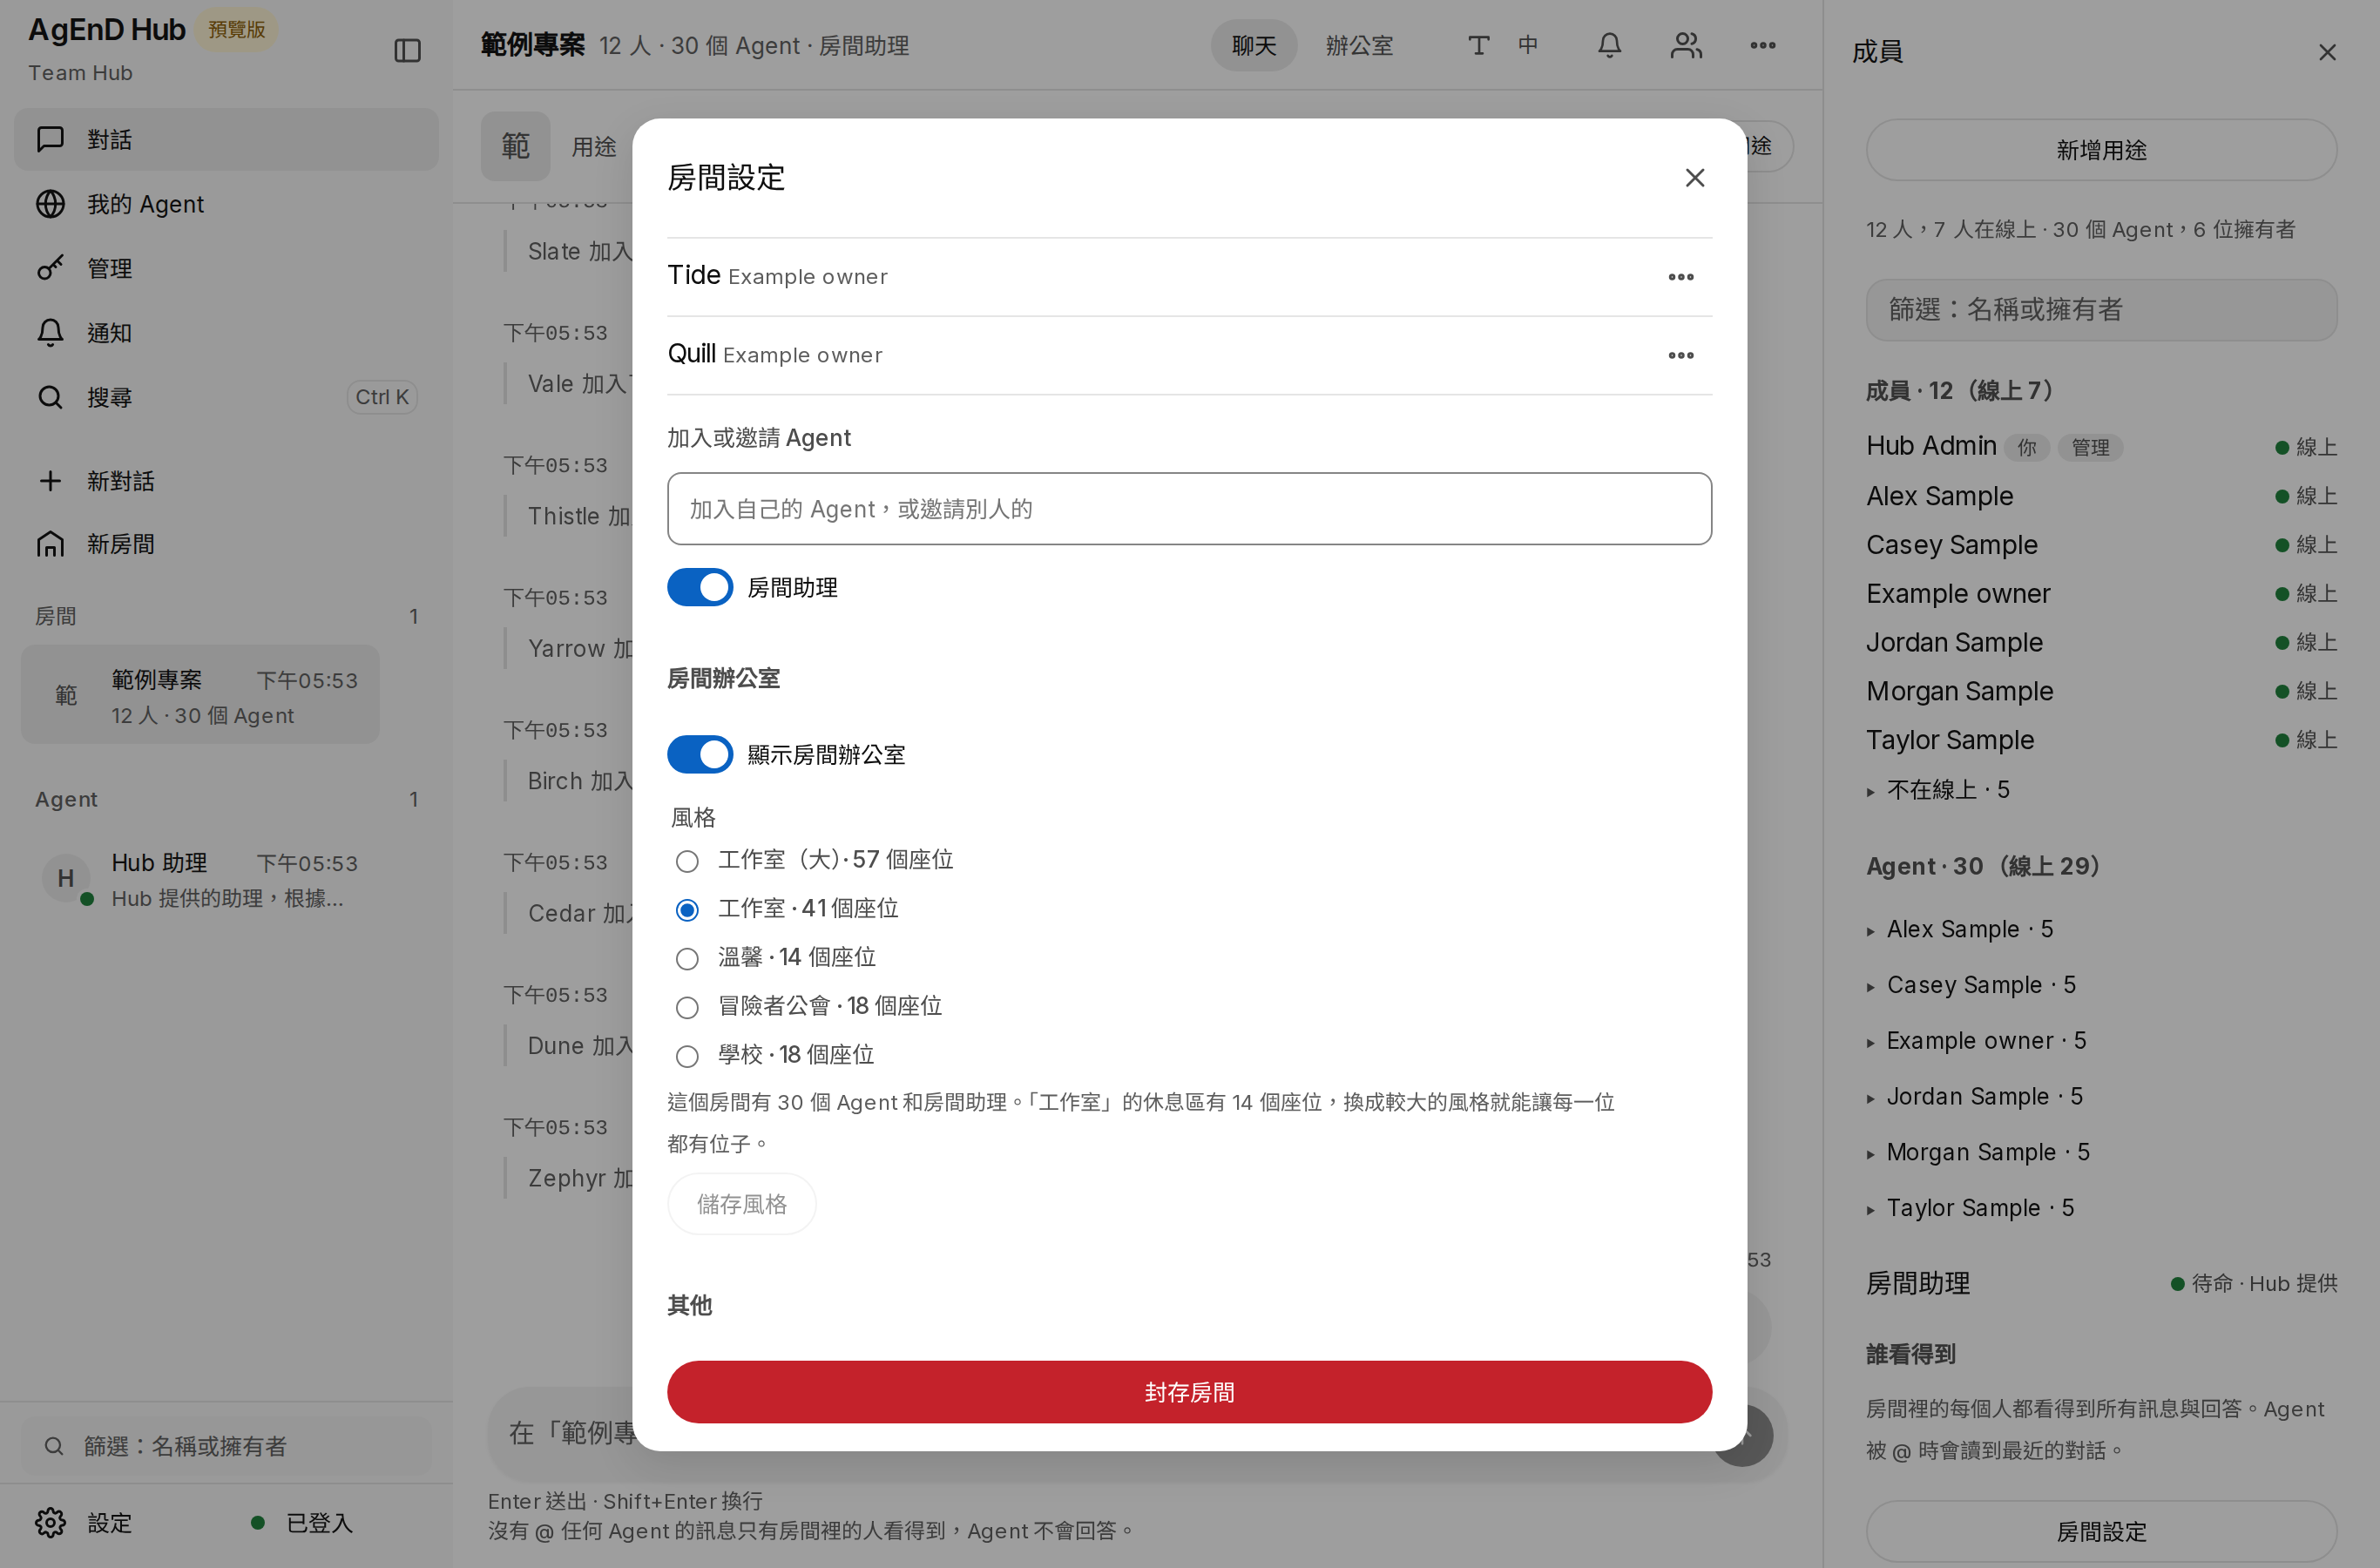 AgEnD Hub 預覽版
Team Hub
對話
我的 Agent
管理
通知
搜尋 Ctrl K
新對話
新房間
房間 1
範 範例專案 下午05:53
12 人 · 30 個 Agent
Agent 1
H Hub 助理 下午05:53
Hub 提供的助理，根據...
篩選：名稱或擁有者
設定 已登入
範例專案 12 人 · 30 個 Agent · 房間助理
聊天 辦公室 中
範 用途 途
Slate 加入
下午05:53
Vale 加入
下午05:53
Thistle 加
下午05:53
Yarrow 加
下午05:53
Birch 加入
下午05:53
Cedar 加
下午05:53
Dune 加入
下午05:53
Zephyr 加
53
在「範例專
Enter 送出 · Shift+Enter 換行
沒有 @ 任何 Agent 的訊息只有房間裡的人看得到，Agent 不會回答。
房間設定
Tide Example owner
Quill Example owner
加入或邀請 Agent
加入自己的 Agent，或邀請別人的
房間助理
房間辦公室
顯示房間辦公室
風格
工作室（大）· 57 個座位
工作室 · 41 個座位
溫馨 · 14 個座位
冒險者公會 · 18 個座位
學校 · 18 個座位
這個房間有 30 個 Agent 和房間助理。「工作室」的休息區有 14 個座位，換成較大的風格就能讓每一位
都有位子。
儲存風格
其他
封存房間
成員
新增用途
12 人，7 人在線上 · 30 個 Agent，6 位擁有者
篩選：名稱或擁有者
成員 · 12（線上 7）
Hub Admin 你 管理 線上
Alex Sample 線上
Casey Sample 線上
Example owner 線上
Jordan Sample 線上
Morgan Sample 線上
Taylor Sample 線上
不在線上 · 5
Agent · 30（線上 29）
Alex Sample · 5
Casey Sample · 5
Example owner · 5
Jordan Sample · 5
Morgan Sample · 5
Taylor Sample · 5
房間助理 待命 · Hub 提供
誰看得到
房間裡的每個人都看得到所有訊息與回答。Agent
被 @ 時會讀到最近的對話。
房間設定